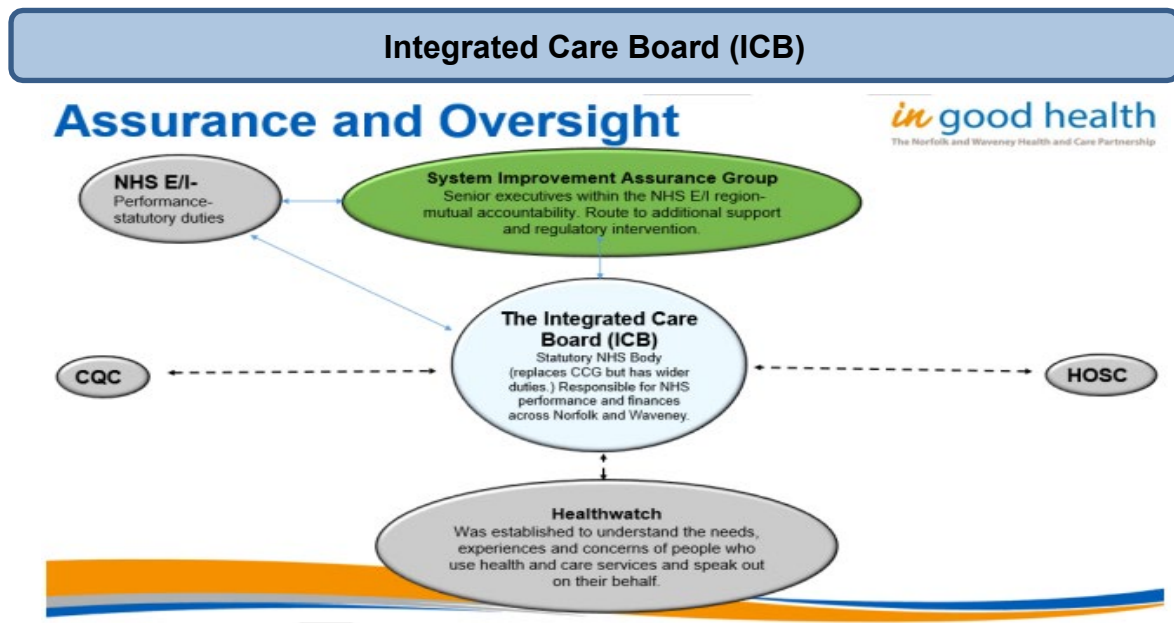 Integrated Care Board (ICB)
Assurance and Oversight
in good health
The Norfolk and Waveney Health and Care Partnership
NHS E/I-
Performance-
statutory duties
System Improvement Assurance Group
Senior executives within the NHS E/I region-
mutual accountability. Route to additional support
and regulatory intervention.
The Integrated Care
Board (ICB)
Statutory NHS Body
(replaces CCG but has wider
duties.) Responsible for NHS
performance and finances
across Norfolk and Waveney.
CQC
HOSC
Healthwatch
Was established to understand the needs,
experiences and concerns of people who
use health and care services and speak out
on their behalf.